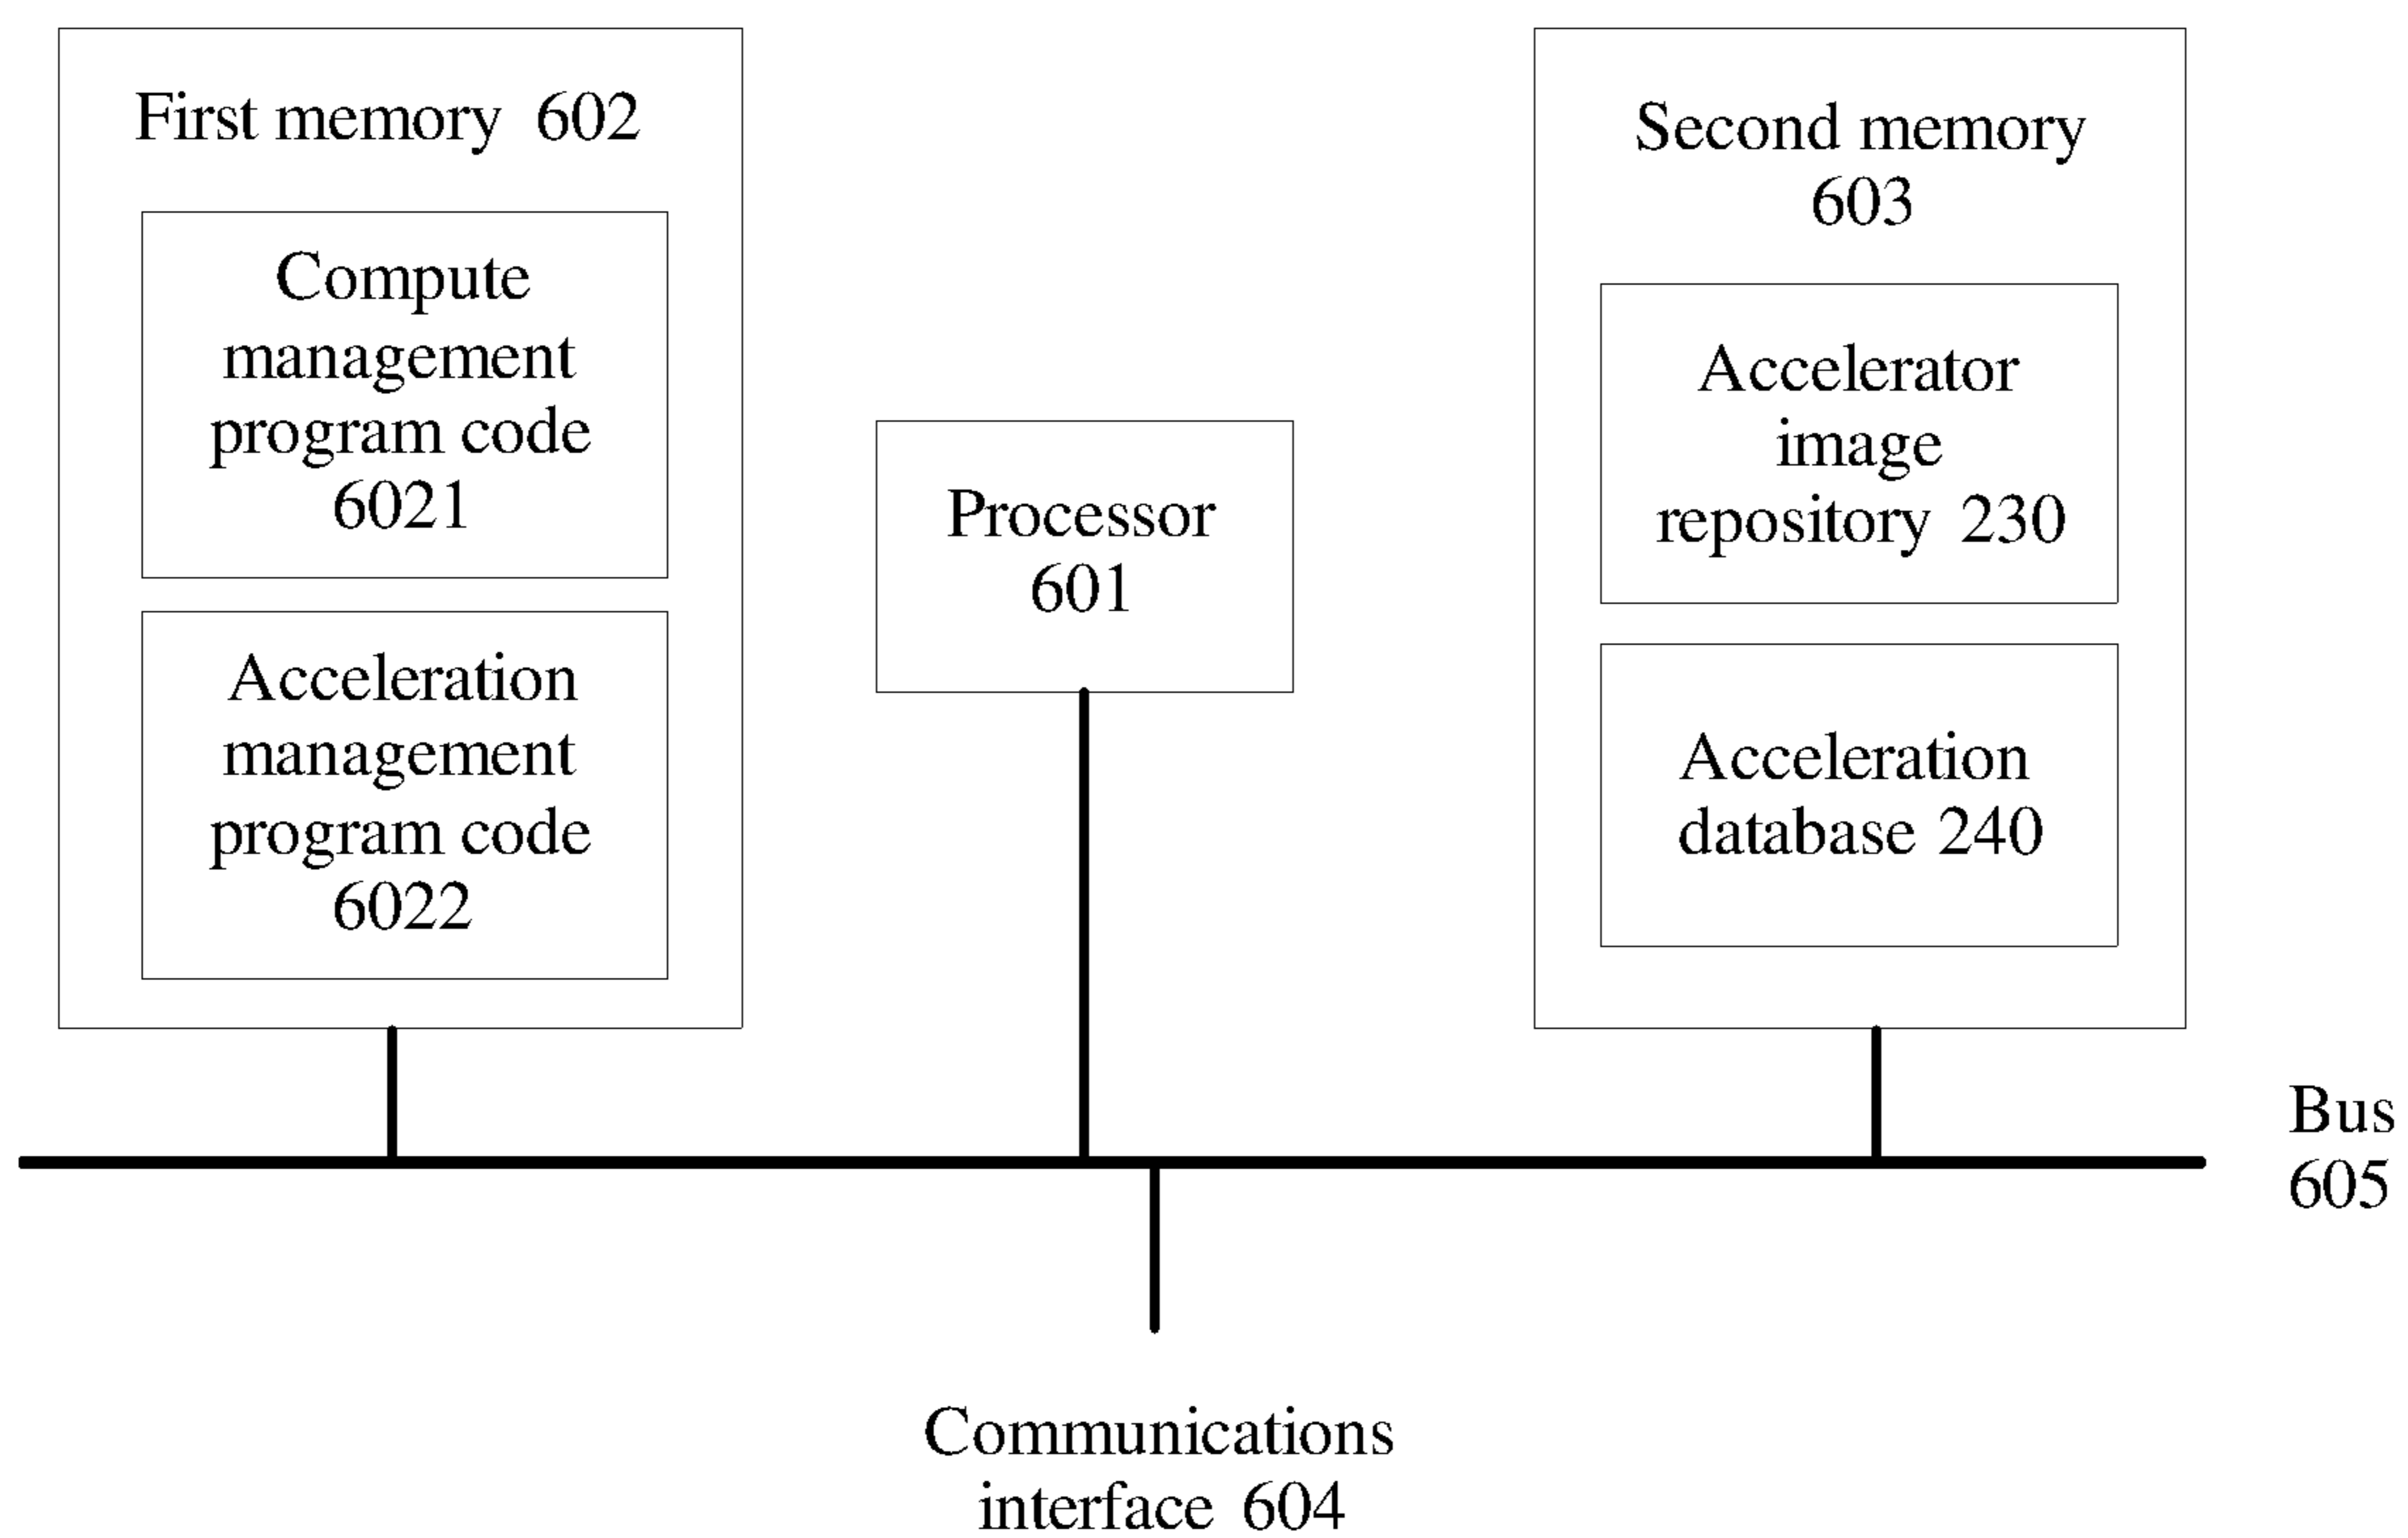 First memory 602
Compute
management
program code
6021
Acceleration
management
program code
6022
Processor
601
Second memory
603
Accelerator
image
repository 230
Acceleration
database 240
Bus
605
Communications
interface 604